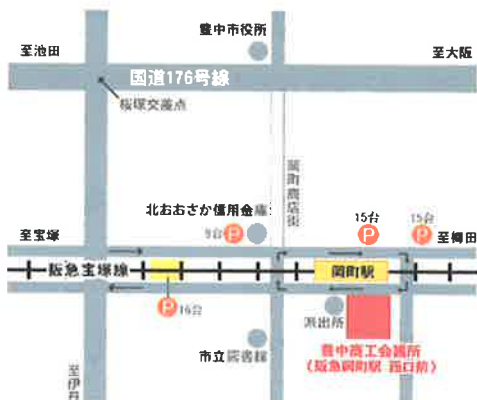 豊中市役所
至池田
至大阪
国道176号線
桜塚交差点
岡町商店街
北おおさか信用金庫
9台
P
15台
P
15台
P
至宝塚
至梅田
阪急宝塚線
岡町駅
P
16台
派出所
市立図書館
豊中商工会議所
(阪急岡町駅 西口前)
至伊丹